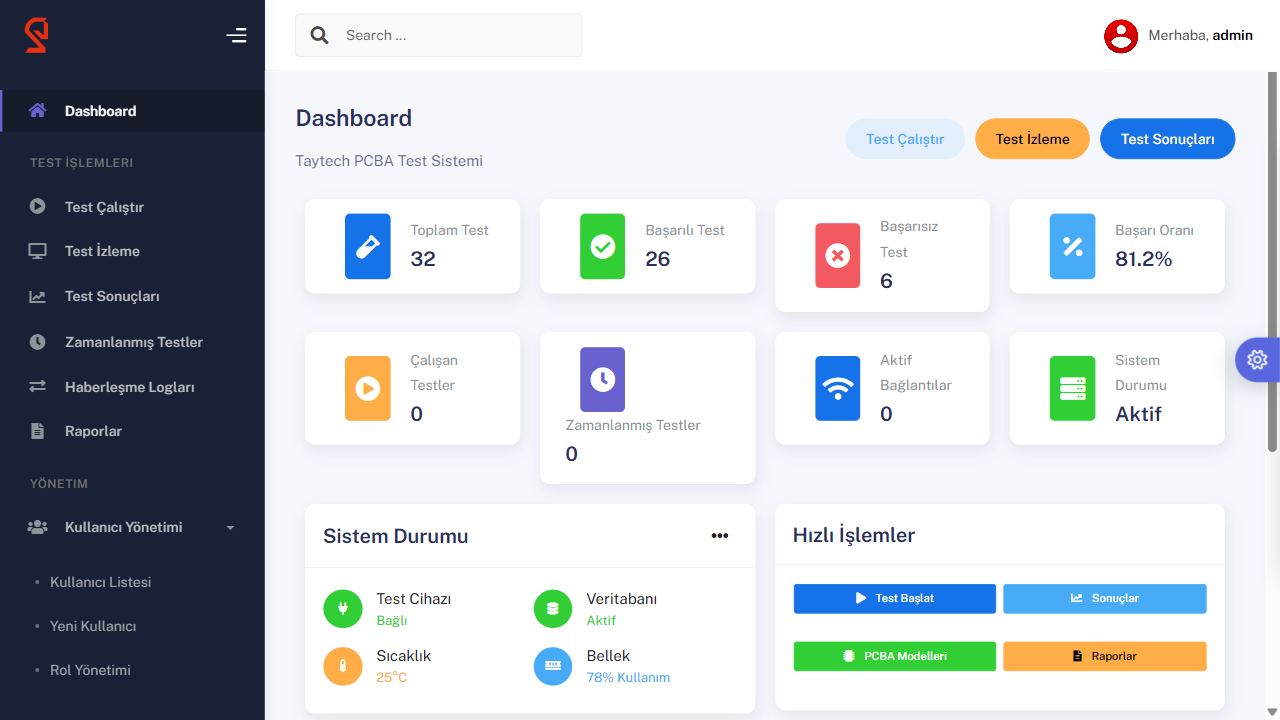 Dashboard
TEST İŞLEMLERI
Test Çalıştır
Test İzleme
Test Sonuçları
Zamanlanmış Testler
Haberleşme Logları
Raporlar
YÖNETIM
Kullanıcı Yönetimi
Kullanıcı Listesi
Yeni Kullanıcı
Rol Yönetimi
Search ...
Merhaba, admin
Dashboard
Taytech PCBA Test Sistemi
Test Çalıştır
Test İzleme
Test Sonuçları
Toplam Test
32
Başarılı Test
26
Başarısız
Test
6
Başarı Oranı
81.2%
Çalışan
Testler
0
Zamanlanmış Testler
0
Aktif
Bağlantılar
0
Sistem
Durumu
Aktif
Sistem Durumu
Test Cihazı
Bağlı
Veritabanı
Aktif
Sıcaklık
25°C
Bellek
78% Kullanım
Hızlı İşlemler
Test Başlat
Sonuçlar
PCBA Modelleri
Raporlar